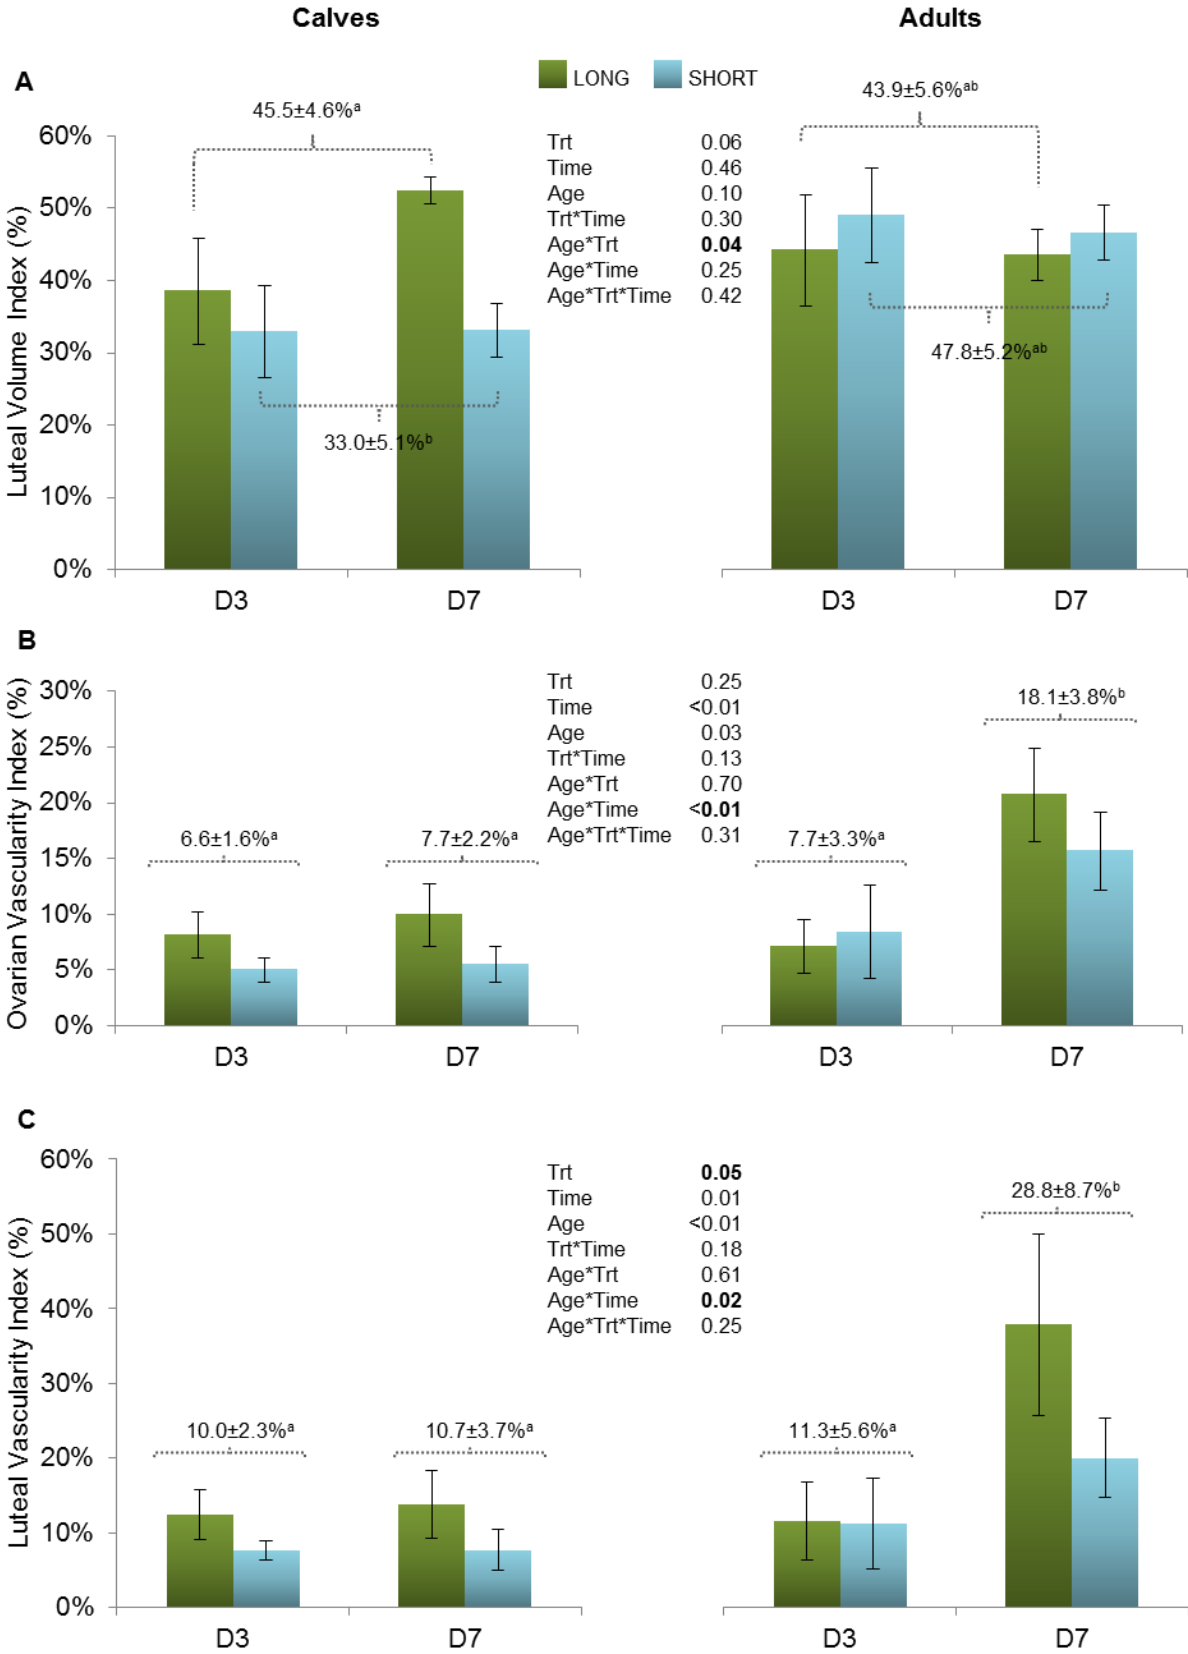 Calves
Adults
A
LONG
SHORT
45.5±4.6%ᵃ
43.9±5.6%ᵃᵇ
Luteal Volume Index (%)
60%
50%
40%
30%
20%
10%
0%
Trt 0.06
Time 0.46
Age 0.10
Trt*Time 0.30
Age*Trt 0.04
Age*Time 0.25
Age*Trt*Time 0.42
33.0±5.1%ᵇ
47.8±5.2%ᵃᵇ
D3
D7
D3
D7
B
Ovarian Vascularity Index (%)
30%
25%
20%
15%
10%
5%
0%
Trt 0.25
Time <0.01
Age 0.03
Trt*Time 0.13
Age*Trt 0.70
Age*Time <0.01
Age*Trt*Time 0.31
6.6±1.6%ᵃ
7.7±2.2%ᵃ
7.7±3.3%ᵃ
18.1±3.8%ᵇ
D3
D7
D3
D7
C
Luteal Vascularity Index (%)
60%
50%
40%
30%
20%
10%
0%
Trt 0.05
Time 0.01
Age <0.01
Trt*Time 0.18
Age*Trt 0.61
Age*Time 0.02
Age*Trt*Time 0.25
10.0±2.3%ᵃ
10.7±3.7%ᵃ
11.3±5.6%ᵃ
28.8±8.7%ᵇ
D3
D7
D3
D7